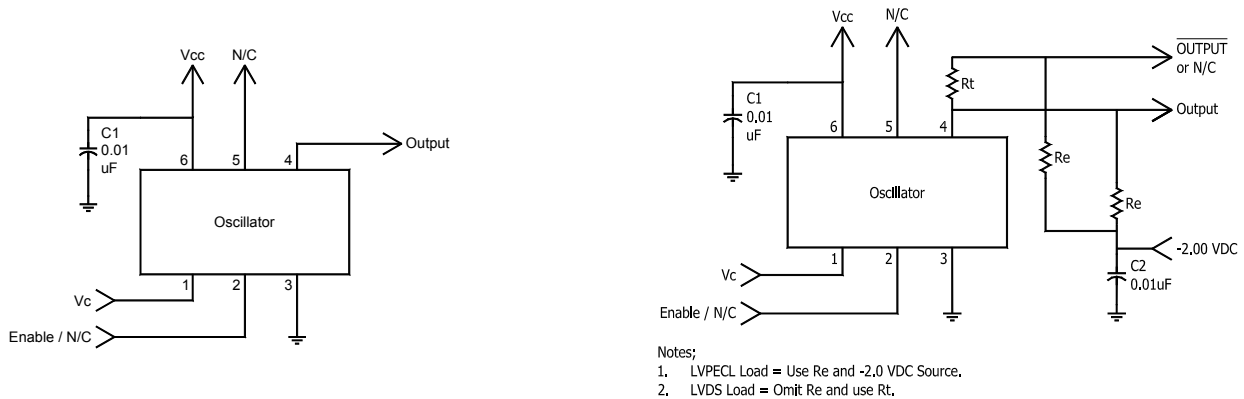 Vcc
N/C
C1
0.01
uF
6
5
4
Output
Oscillator
1
2
3
Vc
Enable / N/C
Vcc
N/C
OUTPUT
or N/C
Rt
C1
0.01
uF
Output
6
5
4
Re
Oscillator
Re
-2.00 VDC
1
2
3
C2
0.01uF
Vc
Enable / N/C
Notes;
1. LVPECL Load = Use Re and -2.0 VDC Source.
2. LVDS Load = Omit Re and use Rt.